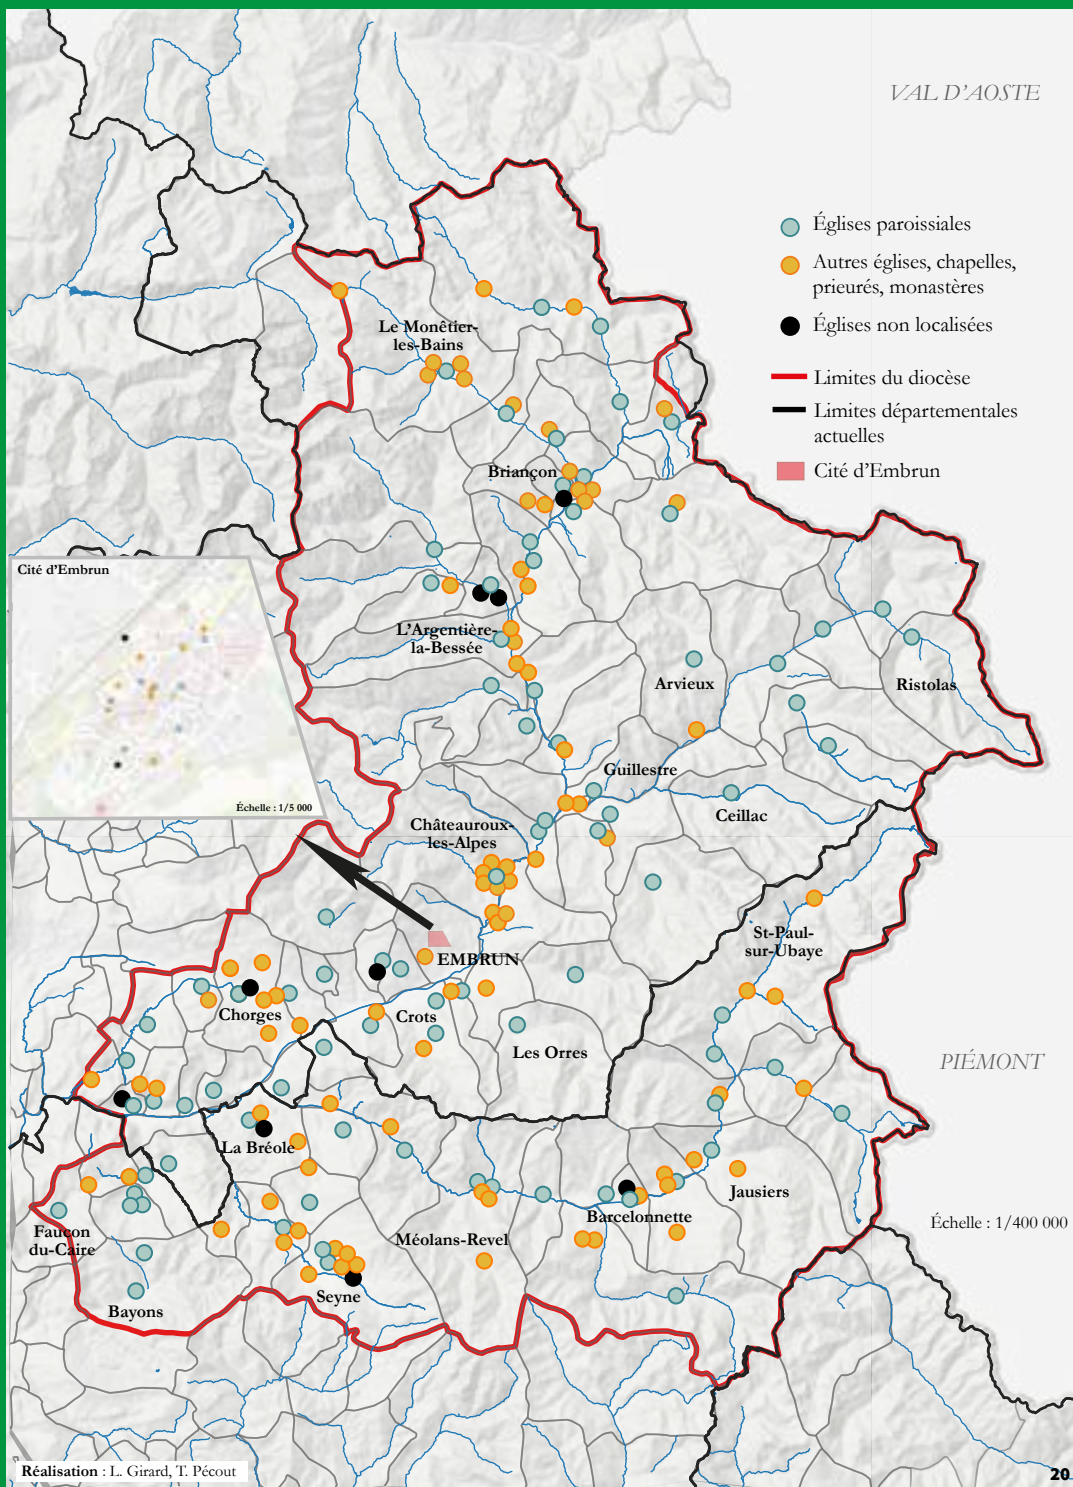 VAL D'AOSTE
Églises paroissiales
Autres églises, chapelles,
prieurés, monastères
Églises non localisées
Limites du diocèse
Limites départementales
actuelles
Cité d'Embrun
Le Monêtier-
les-Bains
Briançon
Cité d'Embrun
Échelle : 1/5 000
L'Argentière-
la-Bessée
Arvieux
Ristolas
Guillestre
Ceillac
Châteauroux-
les-Alpes
St-Paul-
sur-Ubaye
EMBRUN
Chorges
Crots
Les Orres
PIÉMONT
La Bréole
Jausiers
Barcelonnette
Échelle : 1/400 000
Faucon
du-Caire
Méolans-Revel
Bayons
Seyne
Réalisation : L. Girard, T. Pécout
20